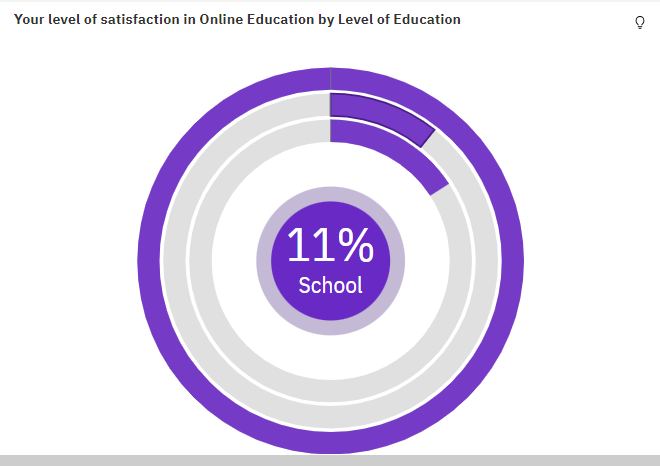 Your level of satisfaction in Online Education by Level of Education
11%
School